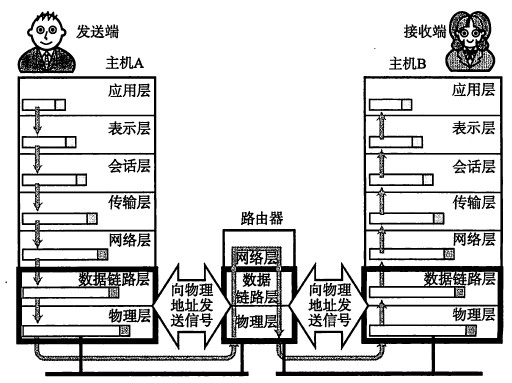 发送端
主机A
应用层
表示层
会话层
传输层
网络层
数据链路层
物理层
向物理
地址发
送信号
路由器
网络层
数据
链路层
物理层
向物理
地址发
送信号
接收端
主机B
应用层
表示层
会话层
传输层
网络层
数据链路层
物理层